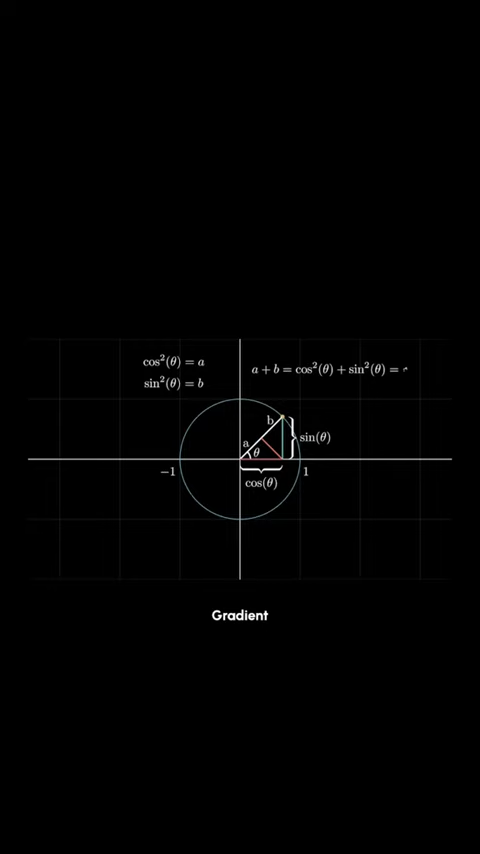 cos²(θ) = a
sin²(θ) = b
a + b = cos²(θ) + sin²(θ) =
b
a
θ
sin(θ)
−1
1
cos(θ)
Gradient